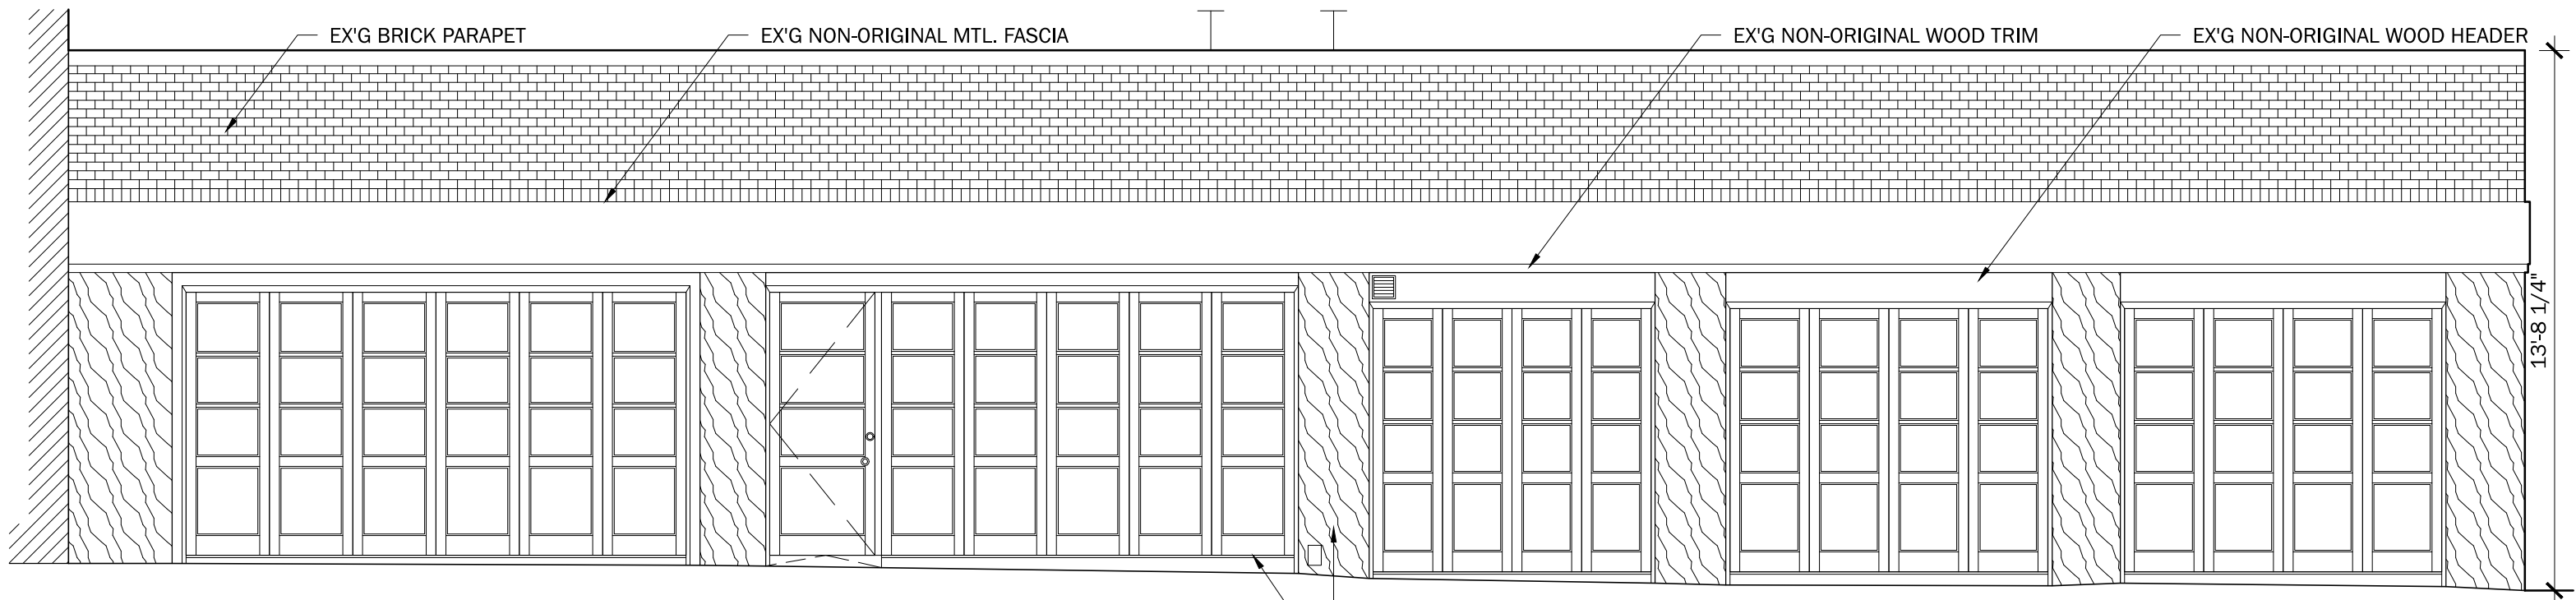 EX'G BRICK PARAPET
EX'G NON-ORIGINAL MTL. FASCIA
EX'G NON-ORIGINAL WOOD TRIM
EX'G NON-ORIGINAL WOOD HEADER
13'-8 1/4"